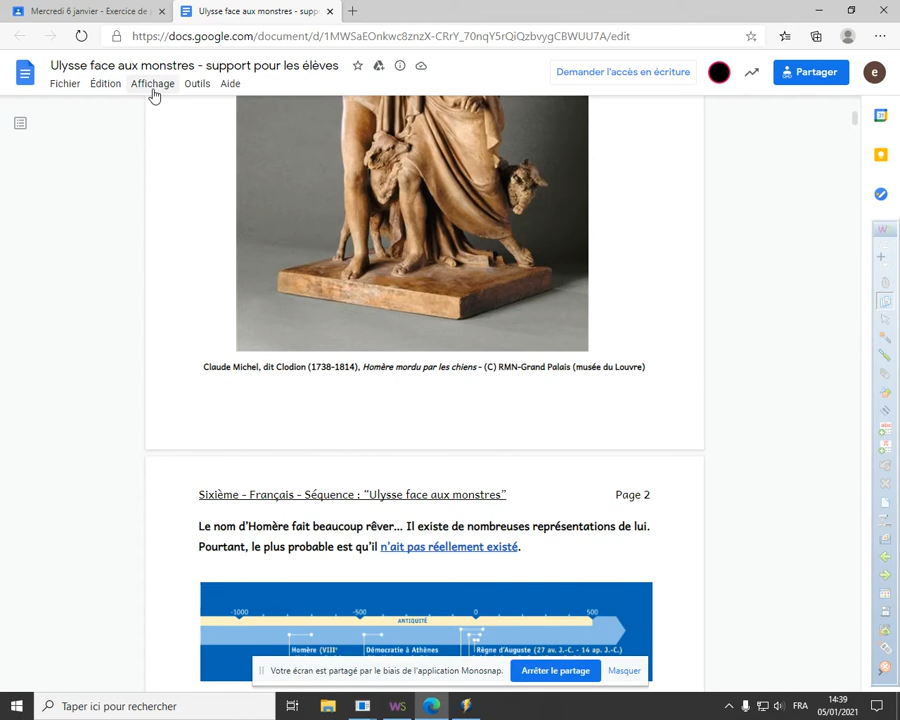 Mercredi 6 janvier - Exercice de
Ulysse face aux monstres - supp
https://docs.google.com/document/d/1MWSaEOnkwc8znzX-CRrY_70nqY5rQiQzbvygCBWUU7A/edit
Ulysse face aux monstres - support pour les élèves
Demander l'accès en écriture
Partager
e
Fichier Édition Affichage Outils Aide
Claude Michel, dit Clodion (1738-1814), Homère mordu par les chiens - (C) RMN-Grand Palais (musée du Louvre)
Sixième - Français - Séquence : “Ulysse face aux monstres” Page 2
Le nom d’Homère fait beaucoup rêver... Il existe de nombreuses représentations de lui.
Pourtant, le plus probable est qu’il n’ait pas réellement existé.
-1000 -500 0 500
ANTIQUITÉ
Homère (VIIIᵉ Démocratie à Athènes Règne d'Auguste (27 av. J.-C. - 14 ap. J.-C.)
Votre écran est partagé par le biais de l'application Monosnap.
Arrêter le partage
Masquer
Taper ici pour rechercher
FRA
14:39
05/01/2021